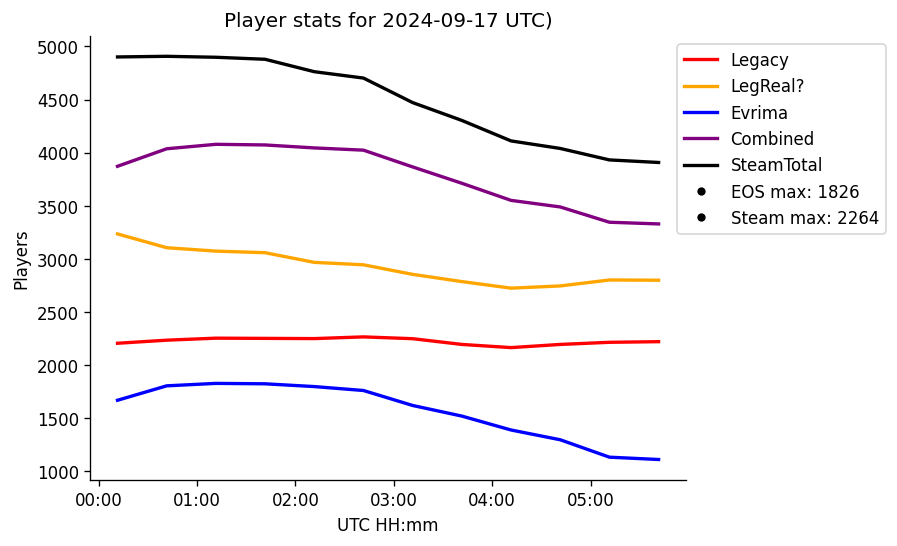 Player stats for 2024-09-17 UTC)
5000
4500
4000
3500
3000
2500
2000
1500
1000
Players
00:00 01:00 02:00 03:00 04:00 05:00
UTC HH:mm
Legacy
LegReal?
Evrima
Combined
SteamTotal
EOS max: 1826
Steam max: 2264